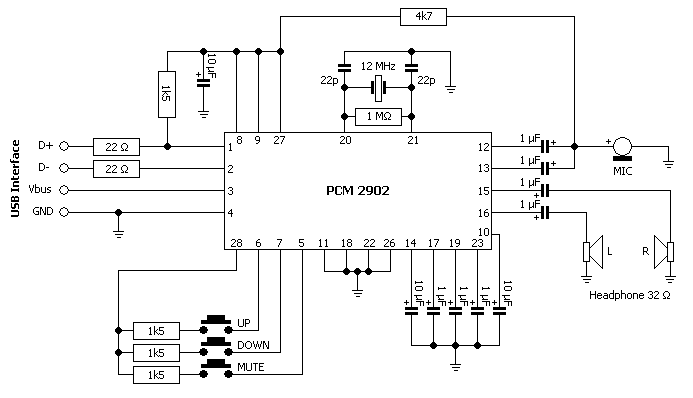 4k7
10 µF
1k5
22p
12 MHz
22p
1 MΩ
8
9
27
20
21
USB Interface
D+
22 Ω
1
D-
22 Ω
2
Vbus
3
GND
4
PCM 2902
12
1 µF
+
13
1 µF
+
15
1 µF
+
16
1 µF
+
10
+
MIC
L
R
Headphone 32 Ω
28
6
7
5
11
18
22
26
14
17
19
23
+
10 µF
+
1 µF
+
1 µF
+
1 µF
+
10 µF
+
1k5
UP
1k5
DOWN
1k5
MUTE